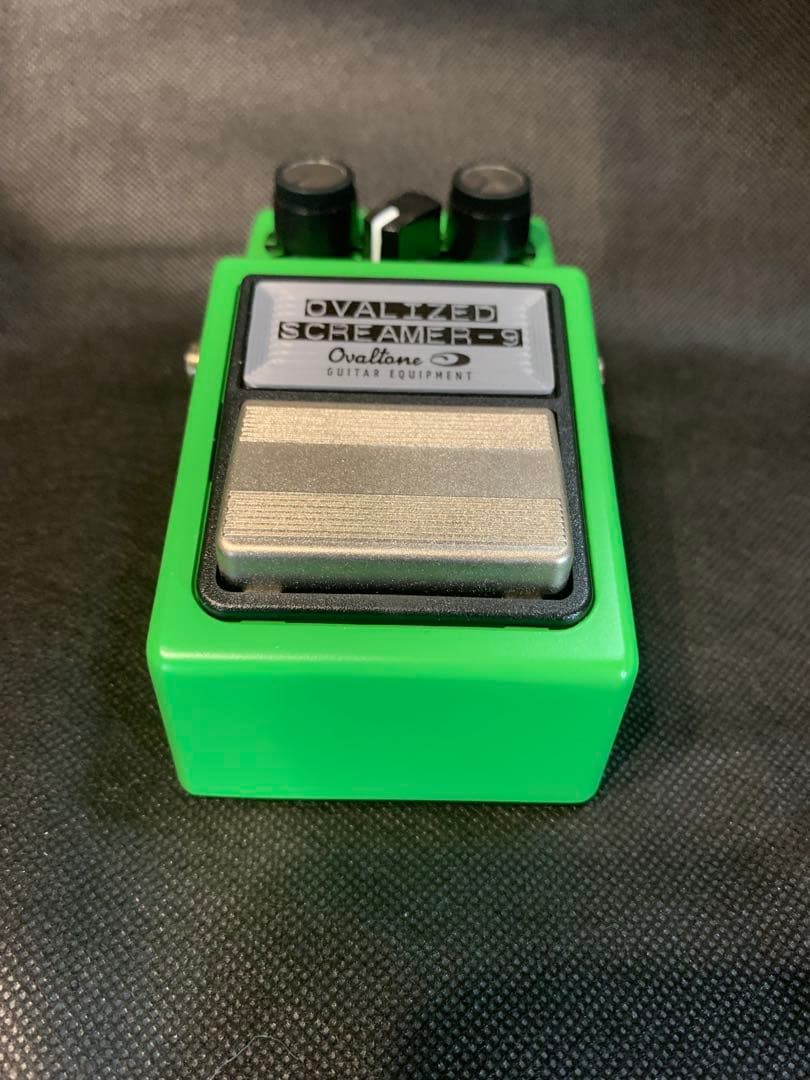 OVALIZED
SCREAMER-9
Ovaltone
GUITAR EQUIPMENT